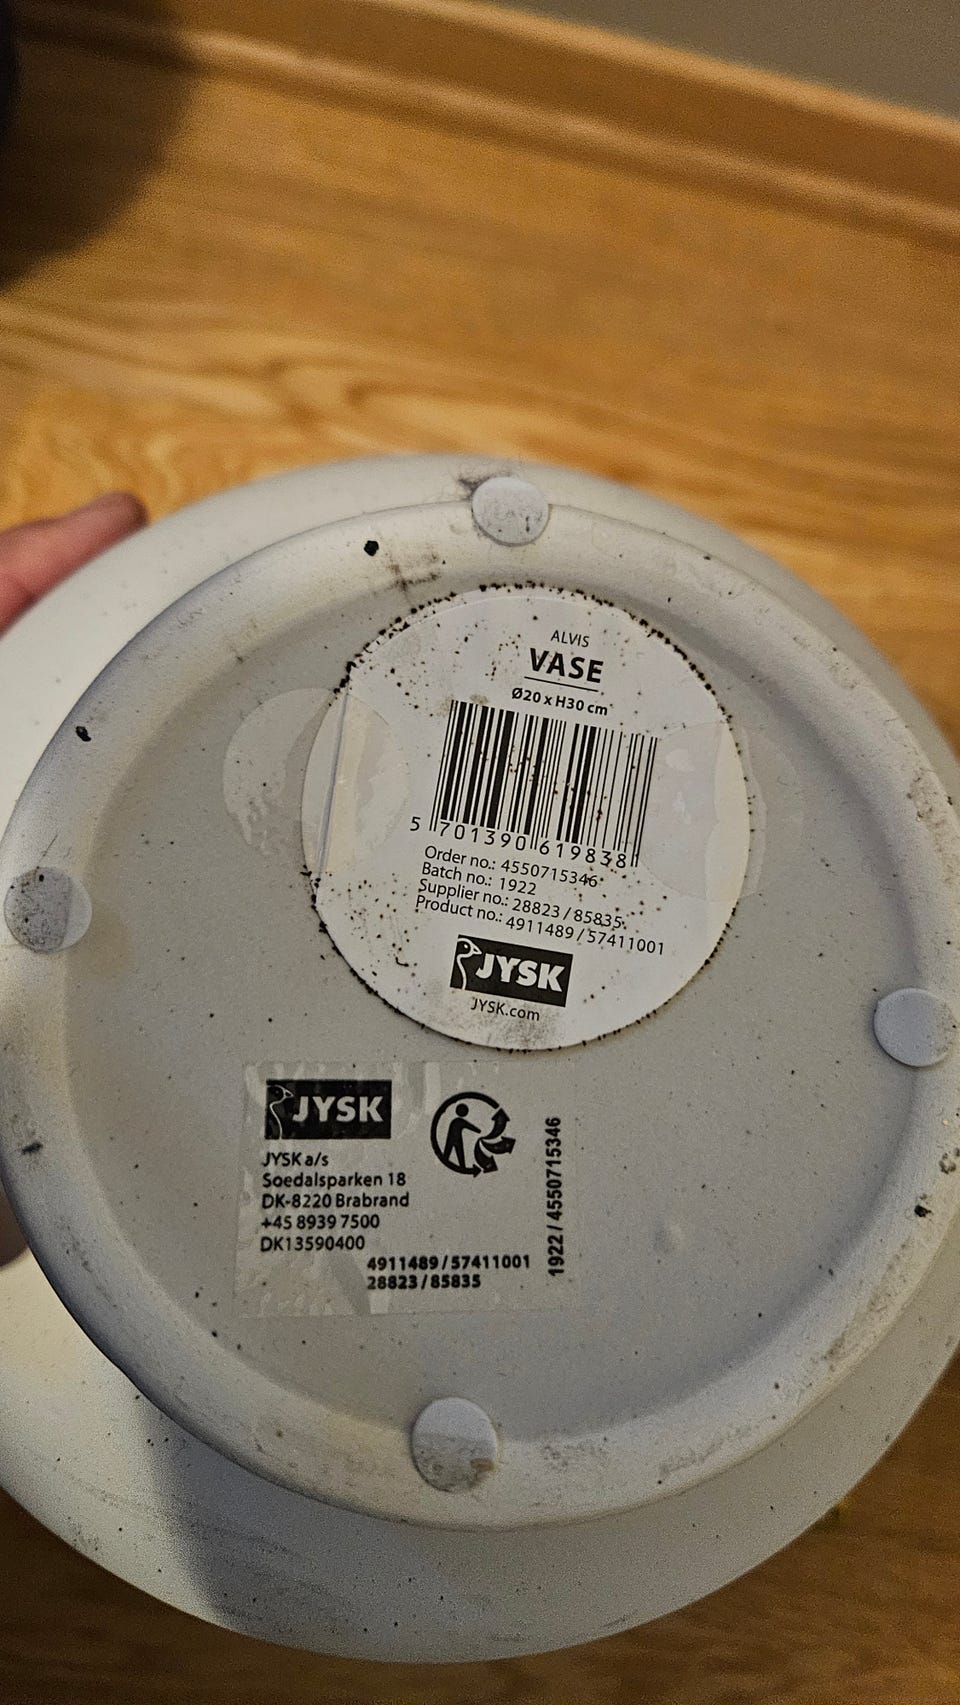 ALVIS
VASE
Ø20 x H30 cm
5 701390 619838
Order no.: 4550715346
Batch no.: 1922
Supplier no.: 28823 / 85835
Product no.: 4911489 / 57411001
JYSK
JYSK.com
JYSK
JYSK a/s
Soedalsparken 18
DK-8220 Brabrand
+45 8939 7500
DK13590400
4911489 / 57411001
28823 / 85835
1922 / 4550715346